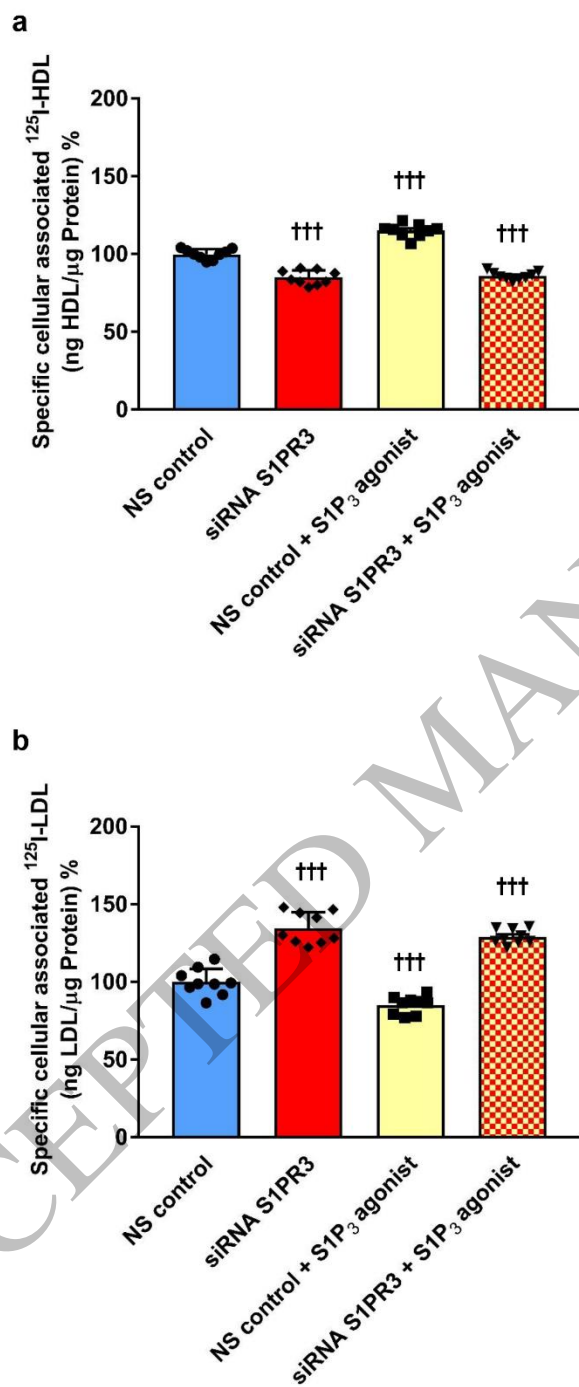 a
Specific cellular associated ¹²⁵I-HDL
(ng HDL/µg Protein) %
200
150
100
50
0
†††
†††
†††
NS control
siRNA S1PR3
NS control + S1P₃ agonist
siRNA S1PR3 + S1P₃ agonist
b
Specific cellular associated ¹²⁵I-LDL
(ng LDL/µg Protein) %
200
150
100
50
0
†††
†††
†††
NS control
siRNA S1PR3
NS control + S1P₃ agonist
siRNA S1PR3 + S1P₃ agonist
CEPTED MAN